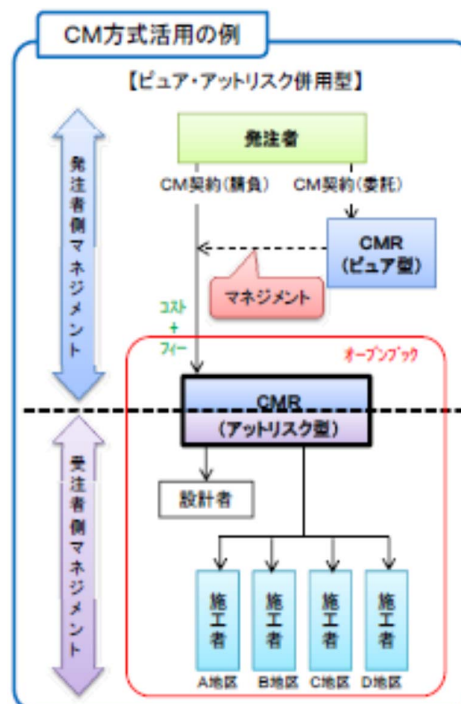 CM方式活用の例
【ピュア・アットリスク併用型】
発注者
CM契約(請負)
CM契約(委託)
CMR
(ピュア型)
マネジメント
コスト
+
フィー
オープンブック
CMR
(アットリスク型)
設計者
施工者
施工者
施工者
施工者
A地区
B地区
C地区
D地区
発注者側マネジメント
受注者側マネジメント